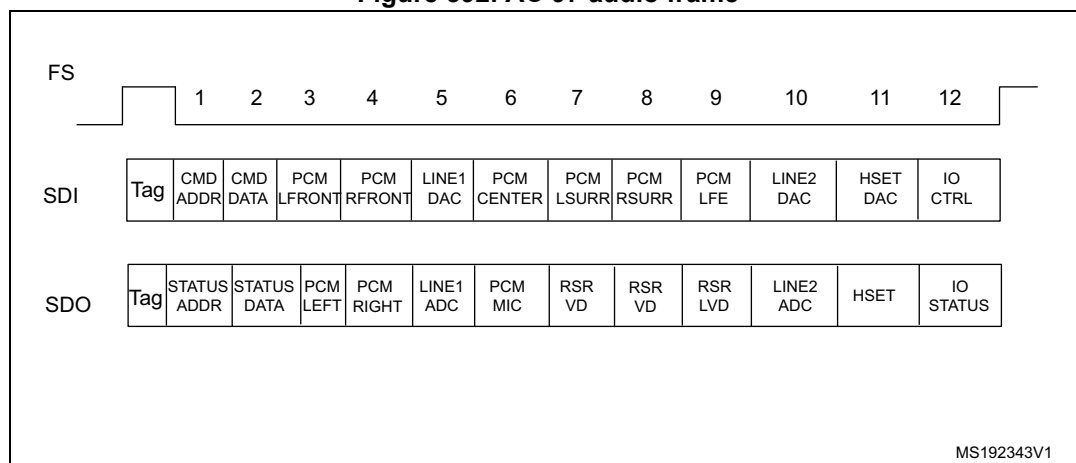 Figure audio frame
FS
1 2 3 4 5 6 7 8 9 10 11 12
SDI
Tag
CMD
ADDR
CMD
DATA
PCM
LFRONT
PCM
RFRONT
LINE1
DAC
PCM
CENTER
PCM
LSURR
PCM
RSURR
PCM
LFE
LINE2
DAC
HSET
DAC
IO
CTRL
SDO
Tag
STATUS
ADDR
STATUS
DATA
PCM
LEFT
PCM
RIGHT
LINE1
ADC
PCM
MIC
RSR
VD
RSR
VD
RSR
LVD
LINE2
ADC
HSET
IO
STATUS
MS192343V1